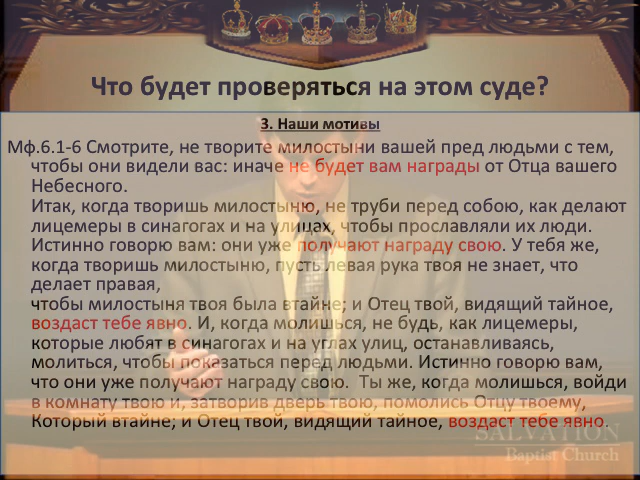 Что будет проверяться на этом суде?
3. Наши мотивы
Мф.6.1-6 Смотрите, не творите милостыни вашей пред людьми с тем,
чтобы они видели вас: иначе не будет вам награды от Отца вашего
Небесного.
Итак, когда творишь милостыню, не труби перед собою, как делают
лицемеры в синагогах и на улицах, чтобы прославляли их люди.
Истинно говорю вам: они уже получают награду свою. У тебя же,
когда творишь милостыню, пусть левая рука твоя не знает, что
делает правая,
чтобы милостыня твоя была втайне; и Отец твой, видящий тайное,
воздаст тебе явно. И, когда молишься, не будь, как лицемеры,
которые любят в синагогах и на углах улиц, останавливаясь,
молиться, чтобы показаться перед людьми. Истинно говорю вам,
что они уже получают награду свою. Ты же, когда молишься, войди
в комнату твою и, затворив дверь твою, помолись Отцу твоему,
Который втайне; и Отец твой, видящий тайное, воздаст тебе явно.
SALVATION
Baptist Church